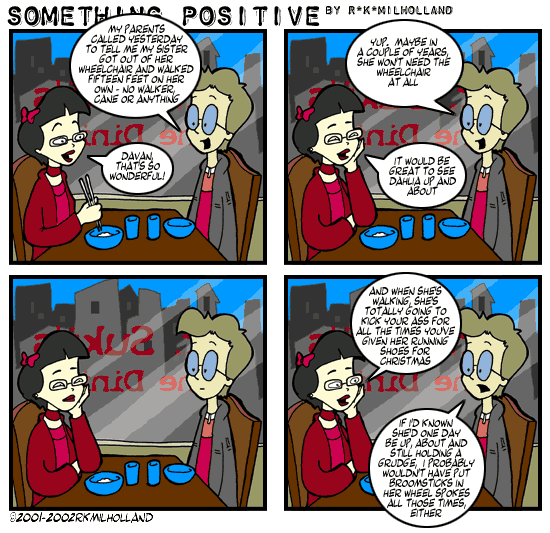 SOMETHING POSITIVE BY R*K*MILHOLLAND
MY PARENTS
CALLED YESTERDAY
TO TELL ME MY SISTER
GOT OUT OF HER
WHEELCHAIR AND WALKED
FIFTEEN FEET ON HER
OWN - NO WALKER,
CANE OR ANYTHING
DAVAN,
THAT'S SO
WONDERFUL!
YUP. MAYBE IN
A COUPLE OF YEARS,
SHE WON'T NEED THE
WHEELCHAIR
AT ALL
IT WOULD BE
GREAT TO SEE
DAHLIA UP AND
ABOUT
AND WHEN SHE'S
WALKING, SHE'S
TOTALLY GOING TO
KICK YOUR ASS FOR
ALL THE TIMES YOU'VE
GIVEN HER RUNNING
SHOES FOR
CHRISTMAS
IF I'D KNOWN
SHE'D ONE DAY
BE UP, ABOUT AND
STILL HOLDING A
GRUDGE, I PROBABLY
WOULDN'T HAVE PUT
BROOMSTICKS IN
HER WHEEL SPOKES
ALL THOSE TIMES,
EITHER
©2001-2002RKMILHOLLAND